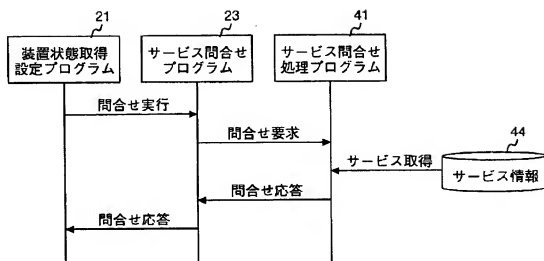 21
23
41
装置状態取得
設定プログラム
サービス問合せ
プログラム
サービス問合せ
処理プログラム
問合せ実行
問合せ要求
44
サービス取得
サービス情報
問合せ応答
問合せ応答